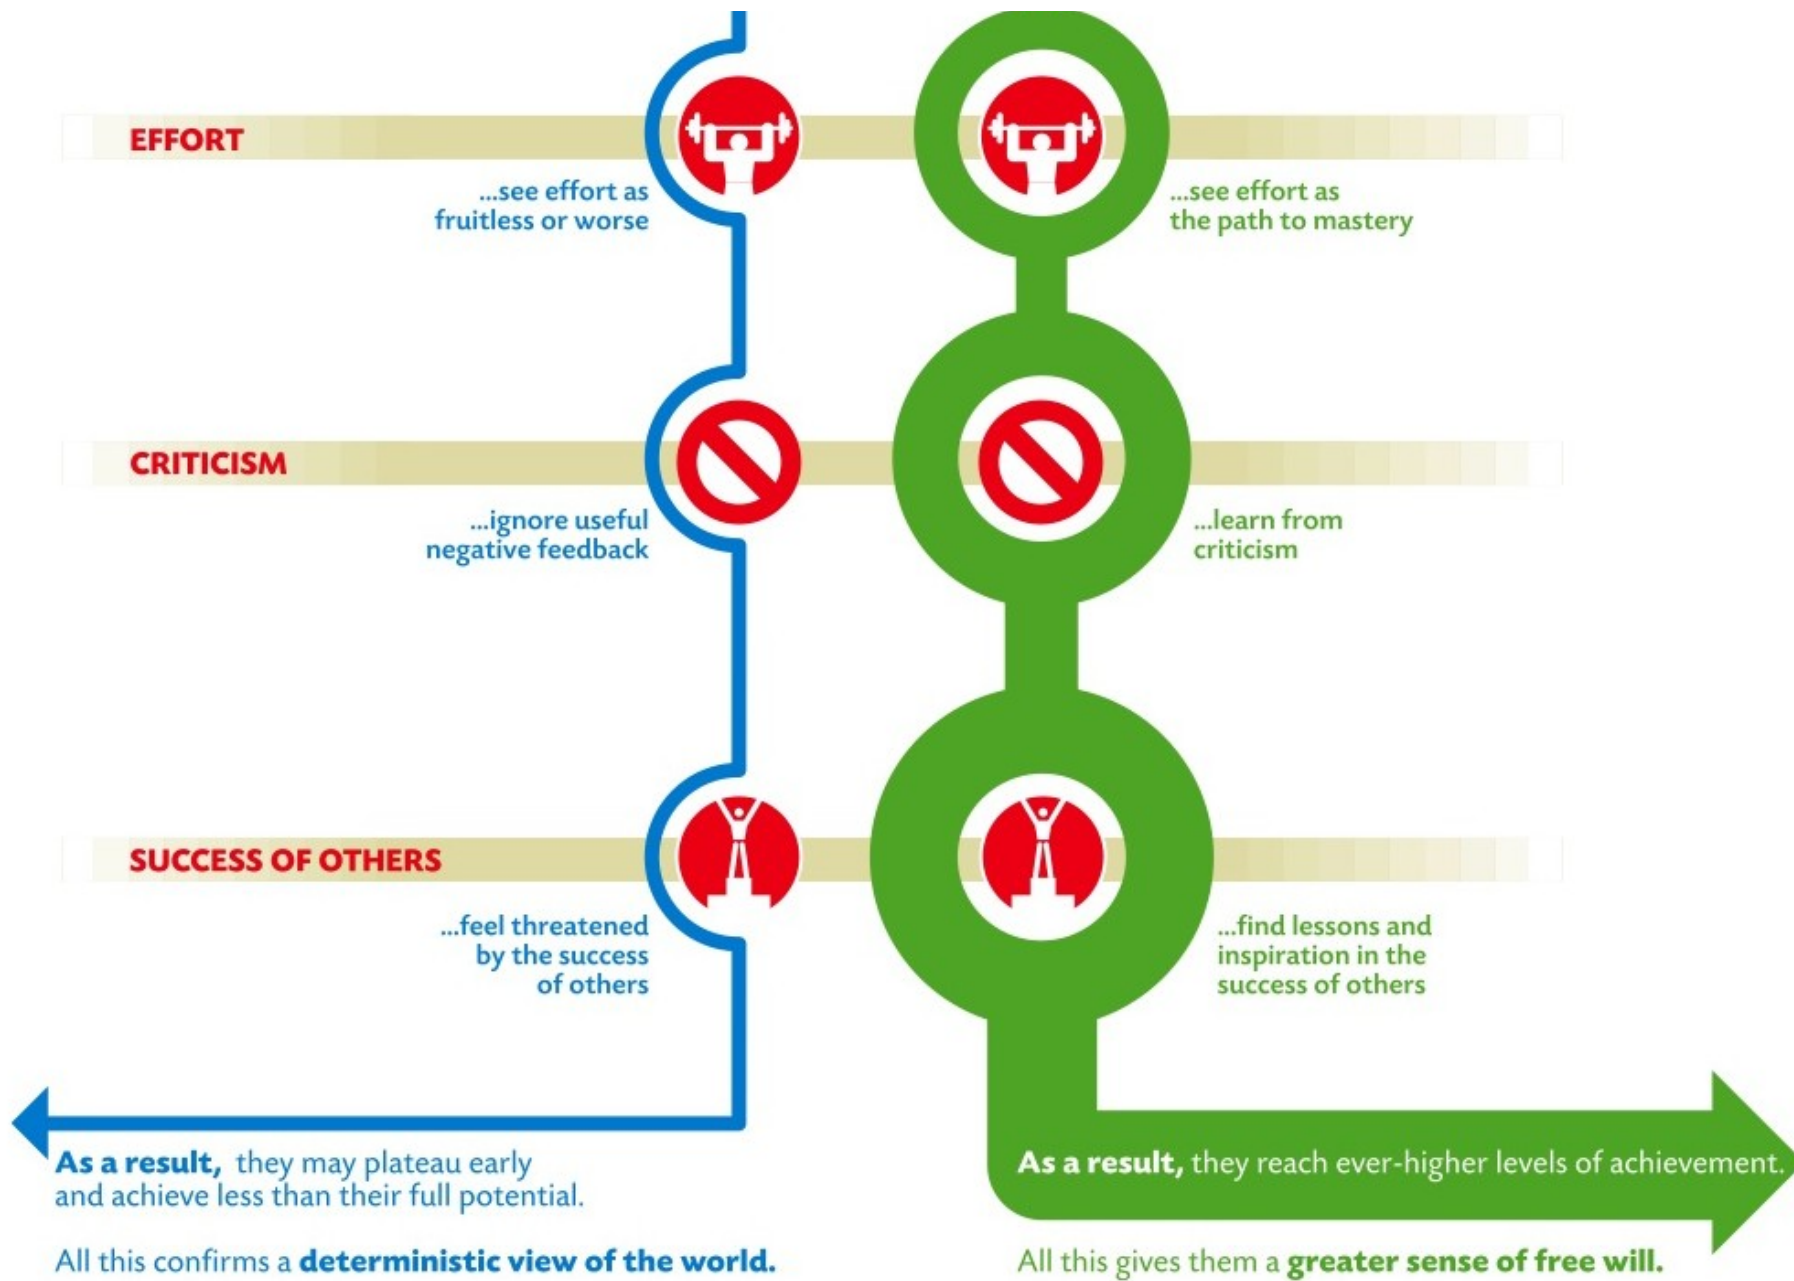 EFFORT
...see effort as
fruitless or worse
...see effort as
the path to mastery
CRITICISM
...ignore useful
negative feedback
...learn from
criticism
SUCCESS OF OTHERS
...feel threatened
by the success
of others
...find lessons and
inspiration in the
success of others
As a result, they may plateau early
and achieve less than their full potential.
As a result, they reach ever-higher levels of achievement.
All this confirms a deterministic view of the world.
All this gives them a greater sense of free will.